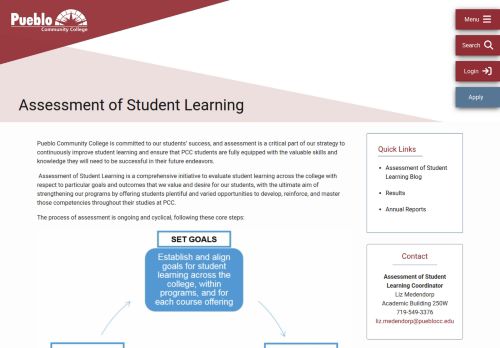 Pueblo
Community College
Menu
Search
Login
Apply
Assessment of Student Learning
Pueblo Community College is committed to our students' success, and assessment is a critical part of our strategy to
continuously improve student learning and ensure that PCC students are fully equipped with the valuable skills and
knowledge they will need to be successful in their future endeavors.
Assessment of Student Learning is a comprehensive initiative to evaluate student learning across the college with
respect to particular goals and outcomes that we value and desire for our students, with the ultimate aim of
strengthening our programs by offering students plentiful and varied opportunities to develop, reinforce, and master
those competencies throughout their studies at PCC.
The process of assessment is ongoing and cyclical, following these core steps:
SET GOALS
Establish and align
goals for student
learning across the
college, within
programs, and for
each course offering
Quick Links
Assessment of Student
Learning Blog
Results
Annual Reports
Contact
Assessment of Student
Learning Coordinator
Liz Medendorp
Academic Building 250W
719-549-3376
liz.medendorp@pueblocc.edu